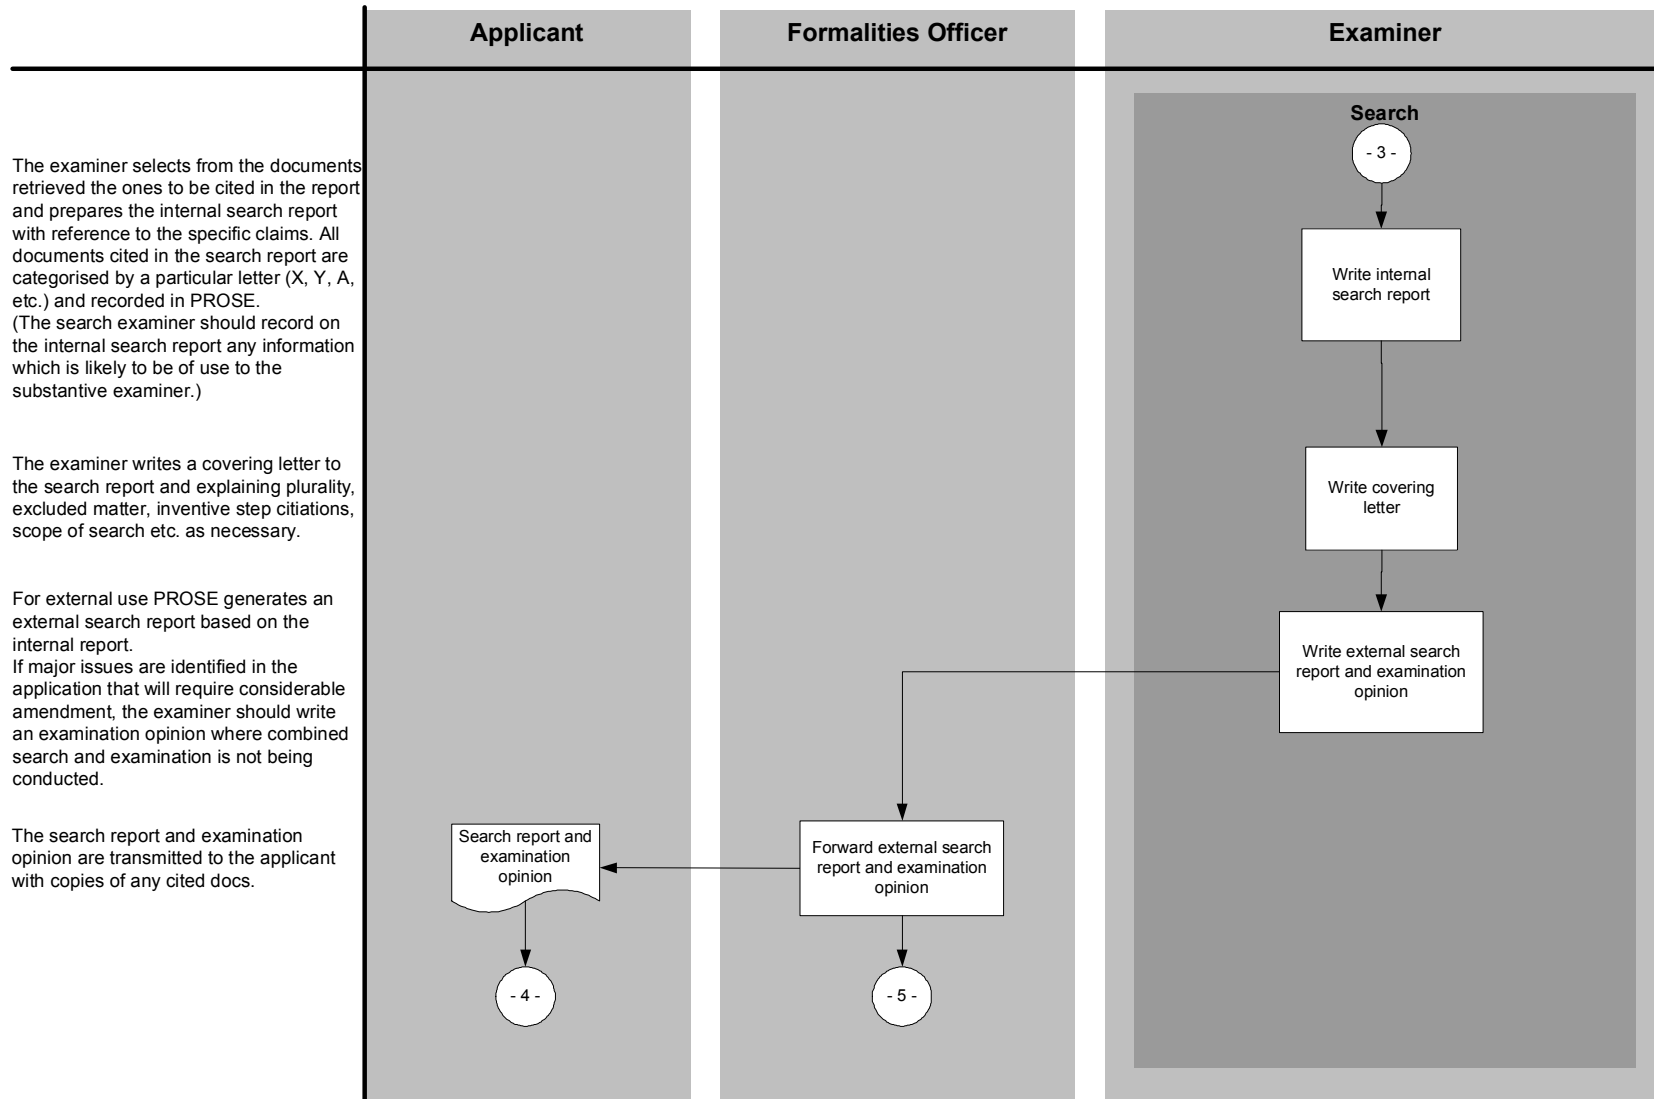 Applicant
Formalities Officer
Examiner
Search
- 3 -
The examiner selects from the documents
retrieved the ones to be cited in the report
and prepares the internal search report
with reference to the specific claims. All
documents cited in the search report are
categorised by a particular letter (X, Y, A,
etc.) and recorded in PROSE.
(The search examiner should record on
the internal search report any information
which is likely to be of use to the
substantive examiner.)
Write internal
search report
The examiner writes a covering letter to
the search report and explaining plurality,
excluded matter, inventive step citiations,
scope of search etc. as necessary.
Write covering
letter
For external use PROSE generates an
external search report based on the
internal report.
If major issues are identified in the
application that will require considerable
amendment, the examiner should write
an examination opinion where combined
search and examination is not being
conducted.
Write external search
report and examination
opinion
The search report and examination
opinion are transmitted to the applicant
with copies of any cited docs.
Search report and
examination
opinion
Forward external search
report and examination
opinion
- 4 -
- 5 -